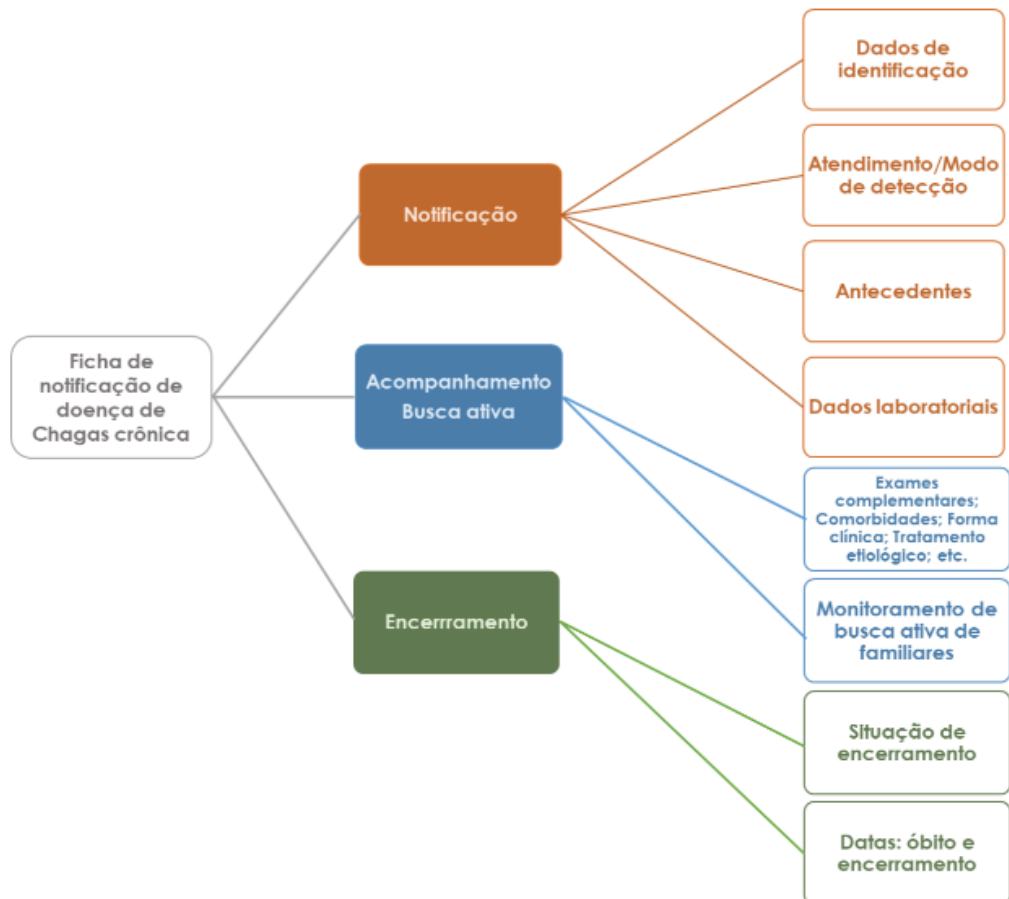 Ficha de
notificação de
doença de
Chagas crônica
Notificação
Dados de
identificação
Atendimento/Modo
de detecção
Antecedentes
Dados laboratoriais
Acompanhamento
Busca ativa
Exames
complementares;
Comorbidades; Forma
clínica; Tratamento
etiológico; etc.
Monitoramento de
busca ativa de
familiares
Encerrramento
Situação de
encerramento
Datas: óbito e
encerramento